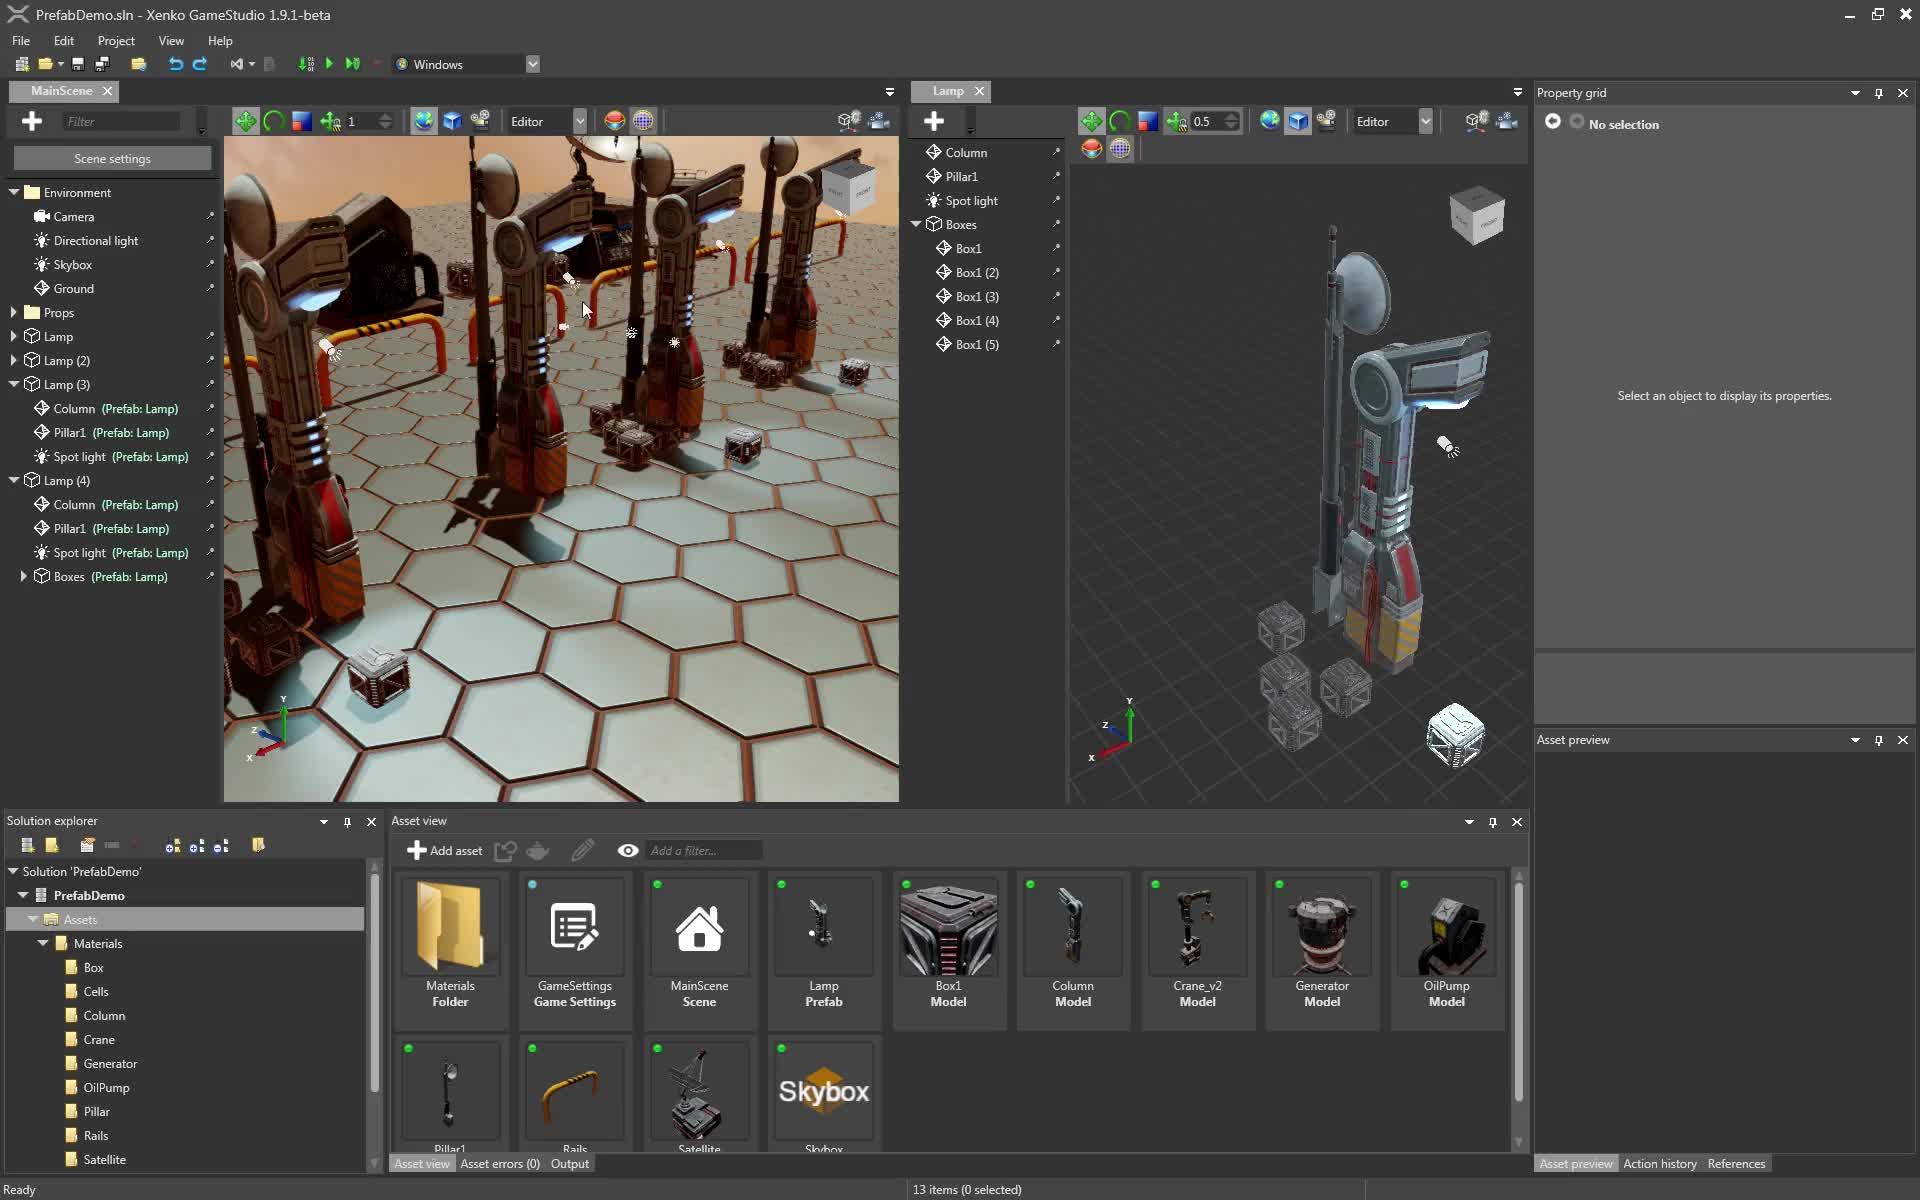 PrefabDemo.sln - Xenko GameStudio 1.9.1-beta
File Edit Project View Help
Windows
MainScene
Filter
1
Editor
Scene settings
Environment
Camera
Directional light
Skybox
Ground
Props
Lamp
Lamp (2)
Lamp (3)
Column (Prefab: Lamp)
Pillar1 (Prefab: Lamp)
Spot light (Prefab: Lamp)
Lamp (4)
Column (Prefab: Lamp)
Pillar1 (Prefab: Lamp)
Spot light (Prefab: Lamp)
Boxes (Prefab: Lamp)
Y
Z
X
Lamp
0.5
Editor
Column
Pillar1
Spot light
Boxes
Box1
Box1 (2)
Box1 (3)
Box1 (4)
Box1 (5)
Y
Z
X
Property grid
No selection
Select an object to display its properties.
Solution explorer
Solution 'PrefabDemo'
PrefabDemo
Assets
Materials
Box
Cells
Column
Crane
Generator
OilPump
Pillar
Rails
Satellite
Asset view
Add asset
Add a filter...
Materials
Folder
GameSettings
Game Settings
MainScene
Scene
Lamp
Prefab
Box1
Model
Column
Model
Crane_v2
Model
Generator
Model
OilPump
Model
Pillar1
Rails
Satellite
Skybox
Skybox
Asset view Asset errors (0) Output
Asset preview
Asset preview Action history References
Ready
13 items (0 selected)